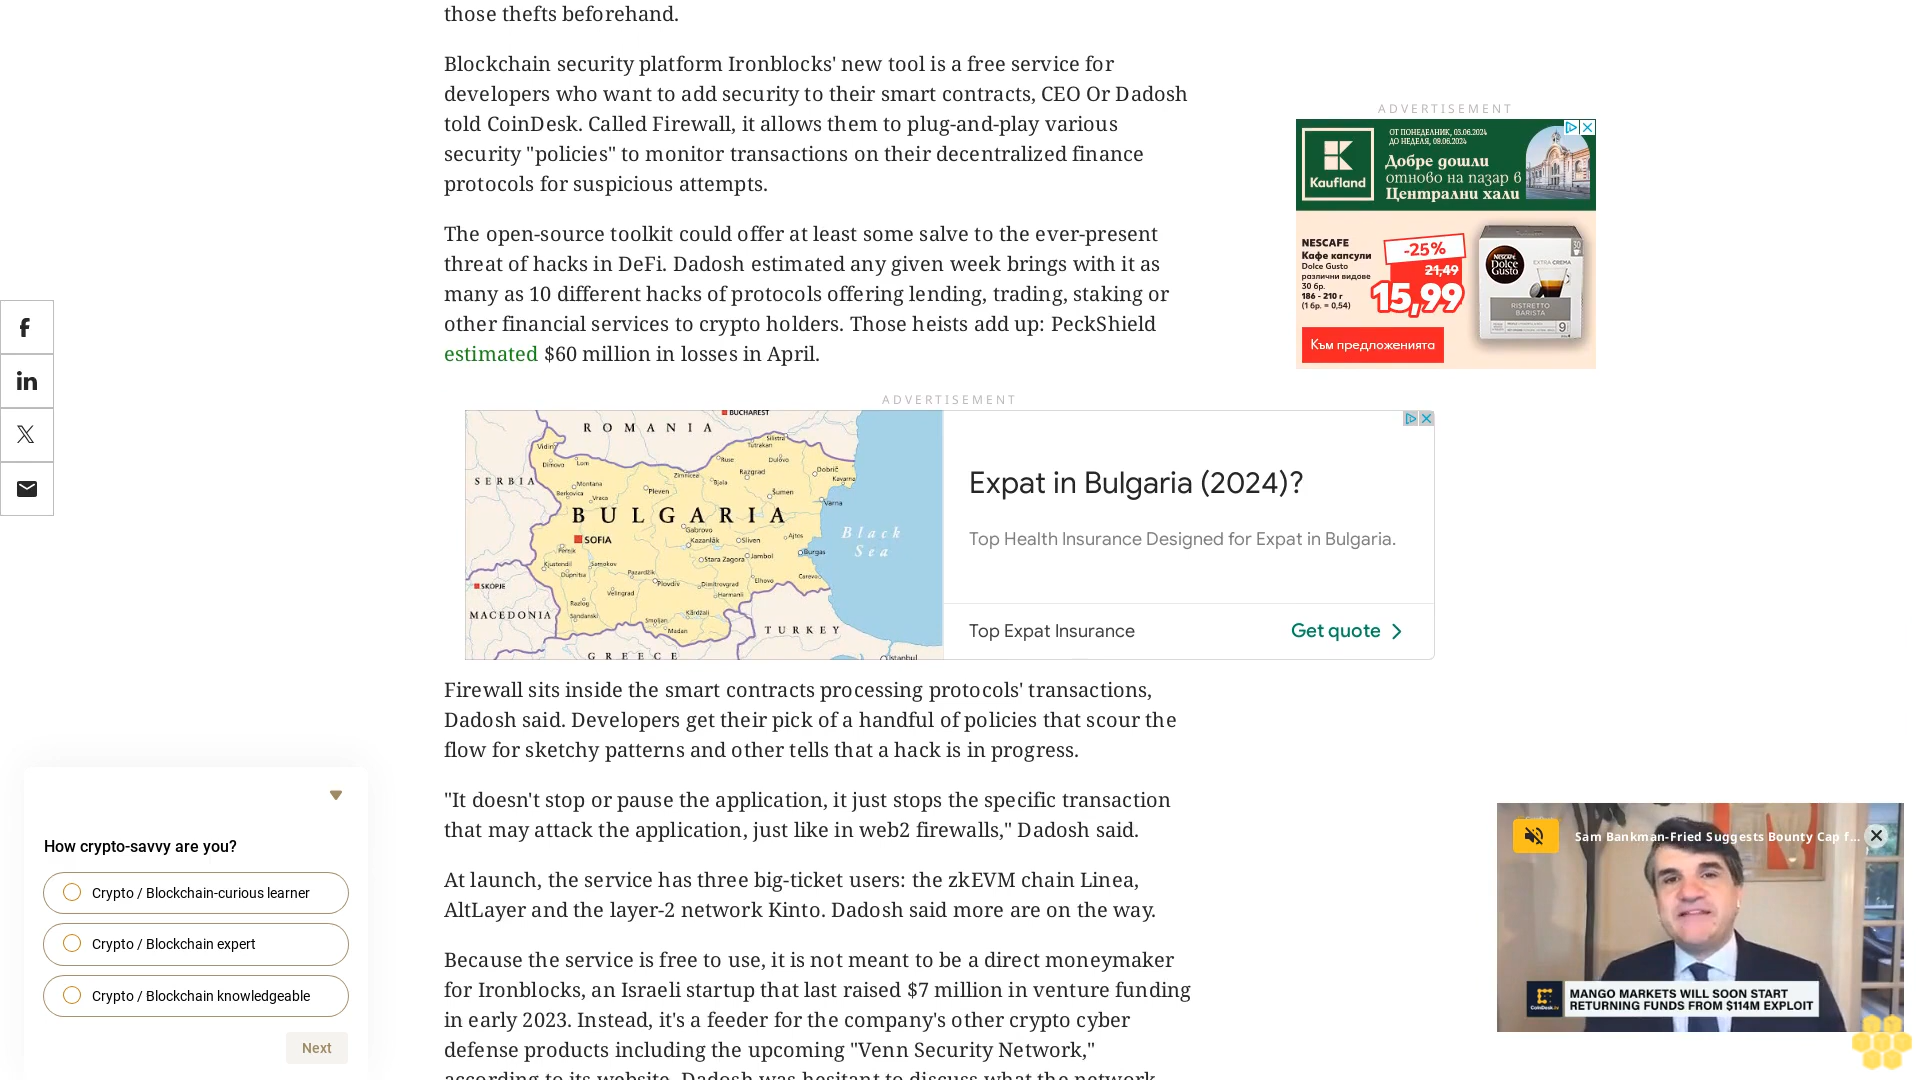 those thefts beforehand.
Blockchain security platform Ironblocks' new tool is a free service for
developers who want to add security to their smart contracts, CEO Or Dadosh
told CoinDesk. Called Firewall, it allows them to plug-and-play various
security "policies" to monitor transactions on their decentralized finance
protocols for suspicious attempts.
The open-source toolkit could offer at least some salve to the ever-present
threat of hacks in DeFi. Dadosh estimated any given week brings with it as
many as 10 different hacks of protocols offering lending, trading, staking or
other financial services to crypto holders. Those heists add up: PeckShield
estimated $60 million in losses in April.
ADVERTISEMENT
ОТ ПОНЕДЕЛНИК, 03.06.2024
ДО НЕДЕЛЯ, 09.06.2024
Добре дошли
отново на пазар в
Централни хали
Kaufland
NESCAFE
Кафе капсули
Dolce Gusto
различни видове
30 бр.
186 - 210 г
(1 бр. = 0,54)
-25%
21,49
15,99
NESCAFÉ
Dolce
Gusto
EXTRA CREMA
30
RISTRETTO
BARISTA
9
Към предложенията
ADVERTISEMENT
BUCHAREST
ROMANIA
Vidin
Dimovo
Lom
Silistra
Tutrakan
Ruse
Dulovo
Dobrič
SERBIA
Montana
Berkovica
Vraca
Pleven
Zimnicea
Bjala
Razgrad
Šumen
Kavarna
Varna
BULGARIA
Gabrovo
SOFIA
Kazanlăk
Sliven
Ajtos
Black
Sea
Pernik
Stara Zagora
Jambol
Burgas
Kjustendil
Samokov
Dupnitsa
Pazardžik
Plovdiv
Dimitrovgrad
Elhovo
Carevo
SKOPJE
Velingrad
Harmanli
Razlog
Sandanski
Kărdžali
Smoljan
Madan
MACEDONIA
TURKEY
GREECE
Istanbul
Expat in Bulgaria (2024)?
Top Health Insurance Designed for Expat in Bulgaria.
Top Expat Insurance
Get quote
Firewall sits inside the smart contracts processing protocols' transactions,
Dadosh said. Developers get their pick of a handful of policies that scour the
flow for sketchy patterns and other tells that a hack is in progress.
"It doesn't stop or pause the application, it just stops the specific transaction
that may attack the application, just like in web2 firewalls," Dadosh said.
At launch, the service has three big-ticket users: the zkEVM chain Linea,
AltLayer and the layer-2 network Kinto. Dadosh said more are on the way.
Because the service is free to use, it is not meant to be a direct moneymaker
for Ironblocks, an Israeli startup that last raised $7 million in venture funding
in early 2023. Instead, it's a feeder for the company's other crypto cyber
defense products including the upcoming "Venn Security Network,"
according to its website. Dadosh was hesitant to discuss what the network
How crypto-savvy are you?
Crypto / Blockchain-curious learner
Crypto / Blockchain expert
Crypto / Blockchain knowledgeable
Next
Sam Bankman-Fried Suggests Bounty Cap f...
CoinDesk TV
MANGO MARKETS WILL SOON START
RETURNING FUNDS FROM $114M EXPLOIT